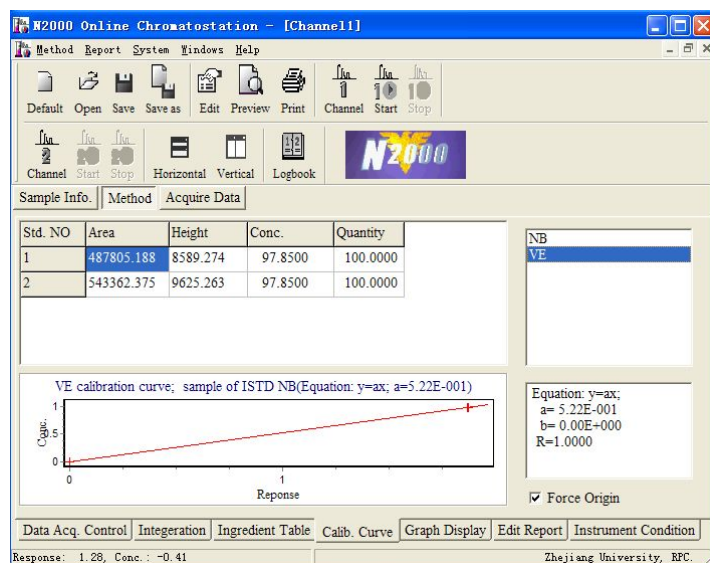 N2000 Online Chromatostation - [Channel1]
Method Report System Windows Help
Default Open Save Save as Edit Preview Print Channel Start Stop
Channel Start Stop Horizontal Vertical Logbook N2000
Sample Info. Method Acquire Data
Std. NO Area Height Conc. Quantity
1 487805.188 8589.274 97.8500 100.0000
2 543362.375 9625.263 97.8500 100.0000
NB
VE
VE calibration curve; sample of ISTD NB(Equation: y=ax; a=5.22E-001)
Conc.
1
0.5
0
0 1
Reponse
Equation: y=ax;
a= 5.22E-001
b= 0.00E+000
R=1.0000
Force Origin
Data Acq. Control Integeration Ingredient Table Calib. Curve Graph Display Edit Report Instrument Condition
Response: 1.28, Conc.: -0.41 Zhejiang University, RPC.